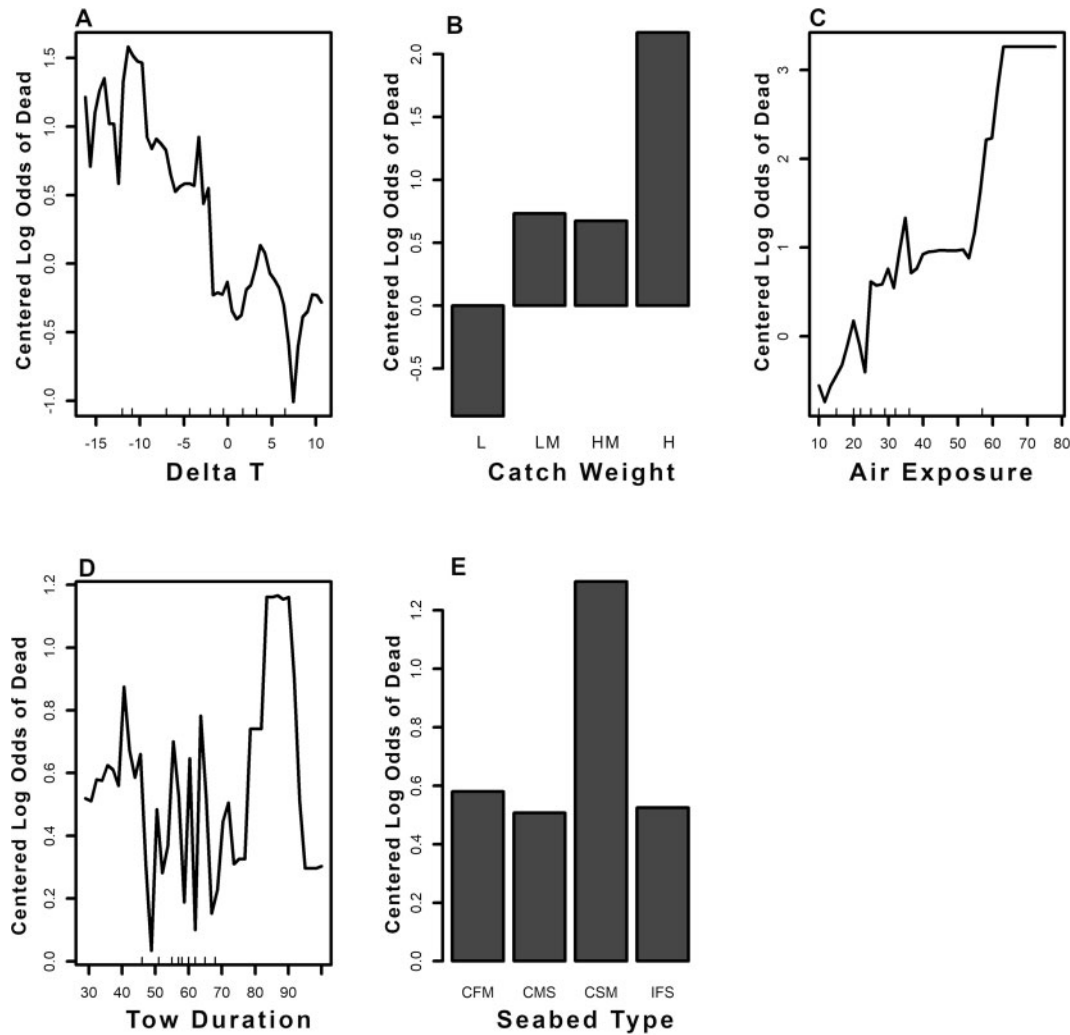 A
Centered Log Odds of Dead
1.5
1.0
0.5
0.0
-0.5
-1.0
-15 -10 -5 0 5 10
Delta T
B
Centered Log Odds of Dead
2.0
1.5
1.0
0.5
0.0
-0.5
L LM HM H
Catch Weight
C
Centered Log Odds of Dead
3
2
1
0
10 20 30 40 50 60 70 80
Air Exposure
D
Centered Log Odds of Dead
1.2
1.0
0.8
0.6
0.4
0.2
0.0
30 40 50 60 70 80 90
Tow Duration
E
Centered Log Odds of Dead
1.2
1.0
0.8
0.6
0.4
0.2
0.0
CFM CMS CSM IFS
Seabed Type